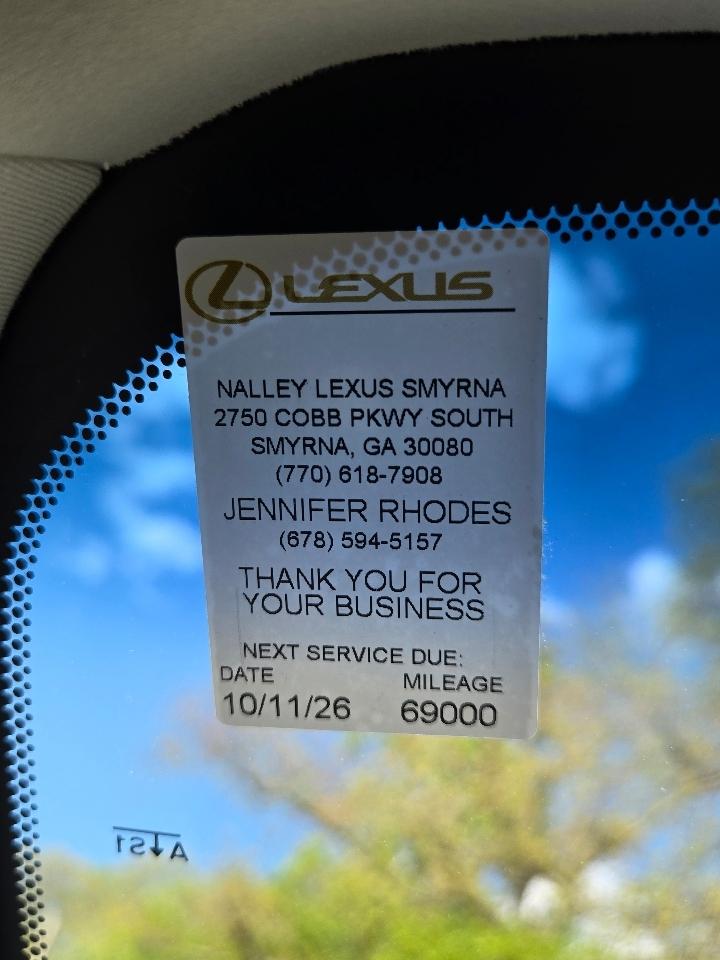 LEXUS
NALLEY LEXUS SMYRNA
2750 COBB PKWY SOUTH
SMYRNA, GA 30080
(770) 618-7908
JENNIFER RHODES
(678) 594-5157
THANK YOU FOR
YOUR BUSINESS
NEXT SERVICE DUE:
DATE MILEAGE
10/11/26 69000
AS1